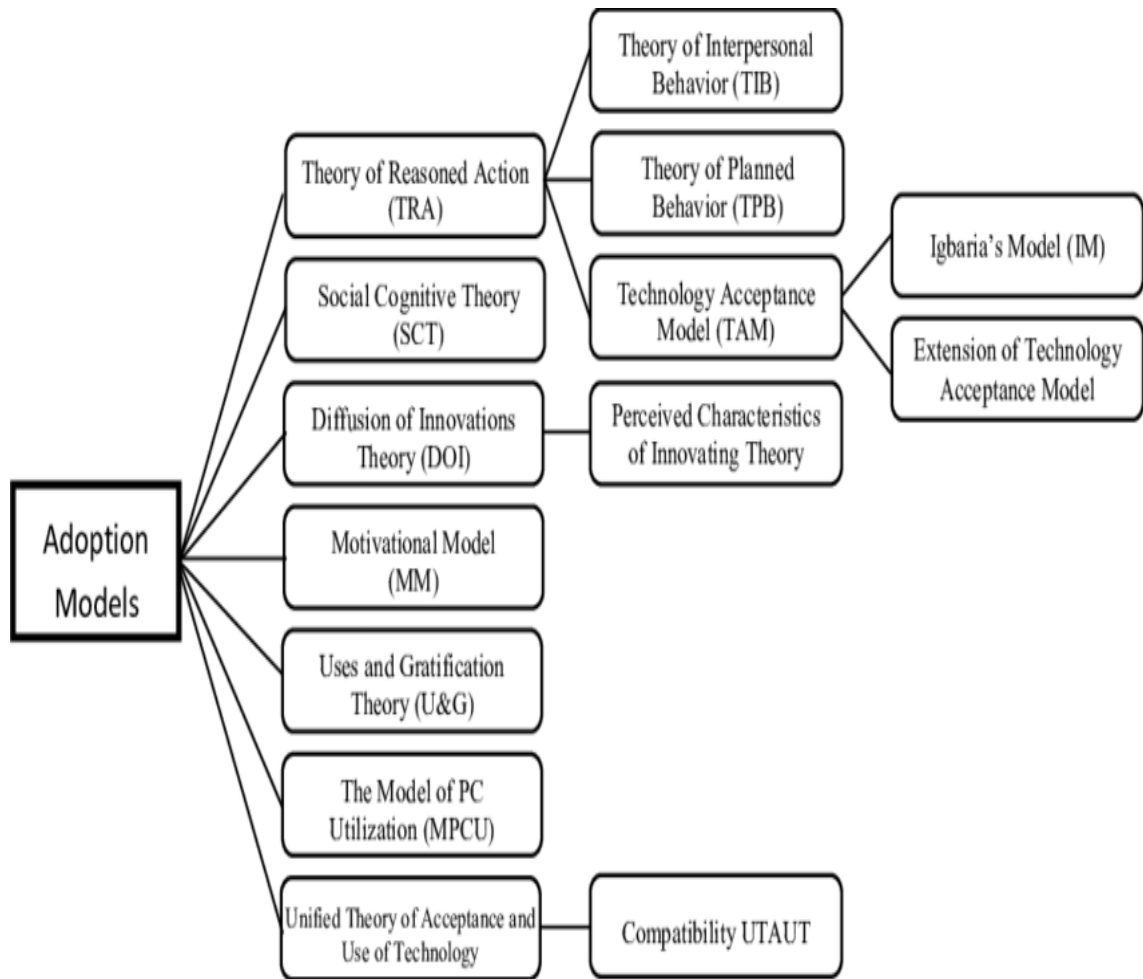 Adoption
Models
Theory of Reasoned Action
(TRA)
Social Cognitive Theory
(SCT)
Diffusion of Innovations
Theory (DOI)
Motivational Model
(MM)
Uses and Gratification
Theory (U&G)
The Model of PC
Utilization (MPCU)
Unified Theory of Acceptance and
Use of Technology
Theory of Interpersonal
Behavior (TIB)
Theory of Planned
Behavior (TPB)
Technology Acceptance
Model (TAM)
Perceived Characteristics
of Innovating Theory
Compatibility UTAUT
Igbaria’s Model (IM)
Extension of Technology
Acceptance Model